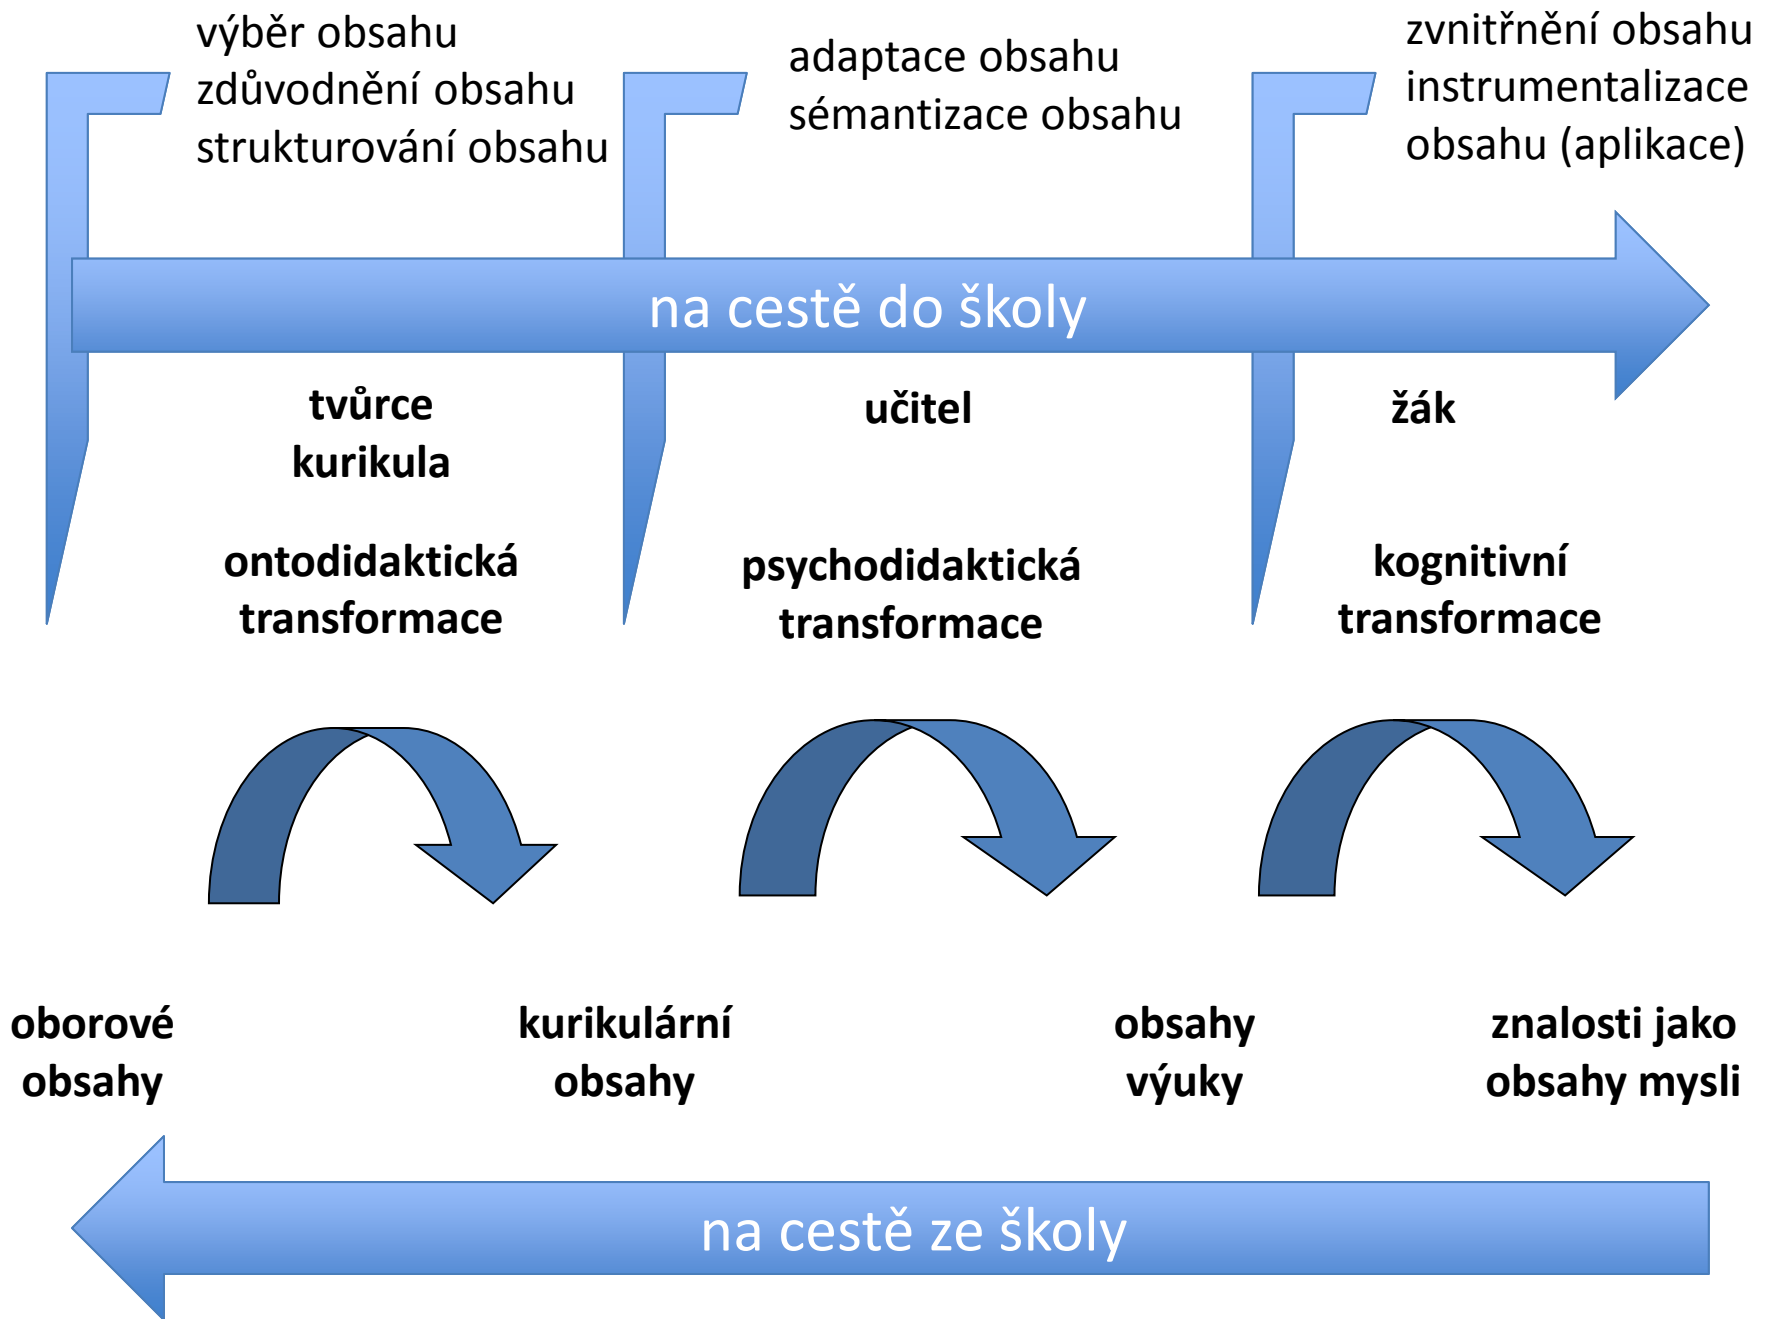 výběr obsahu
zdůvodnění obsahu
strukturování obsahu
adaptace obsahu
sémantizace obsahu
zvnitřnění obsahu
instrumentalizace
obsahu (aplikace)
na cestě do školy
tvůrce
kurikula
učitel
žák
ontodidaktická
transformace
psychodidaktická
transformace
kognitivní
transformace
oborové
obsahy
kurikulární
obsahy
obsahy
výuky
znalosti jako
obsahy mysli
na cestě ze školy